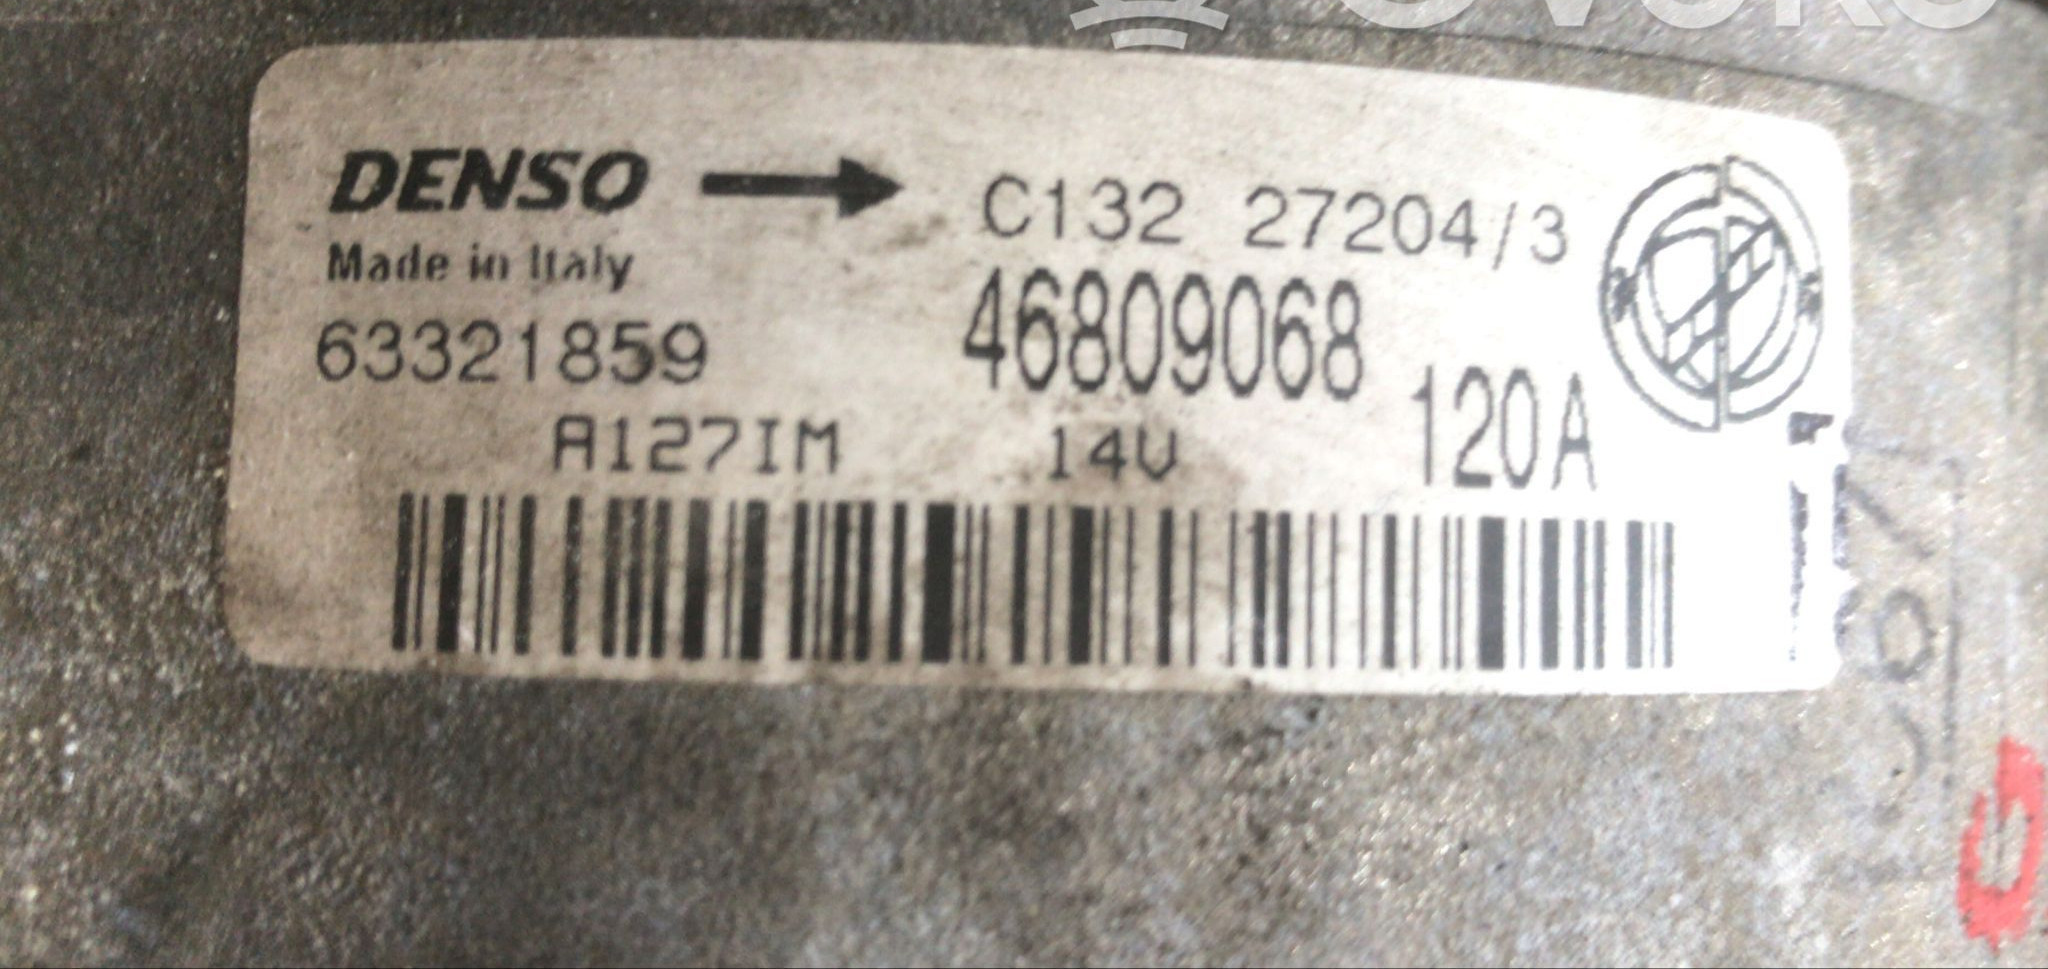 DENSO → C132 27204/3
Made in Italy
63321859 46809068
A127IM 14V 120A